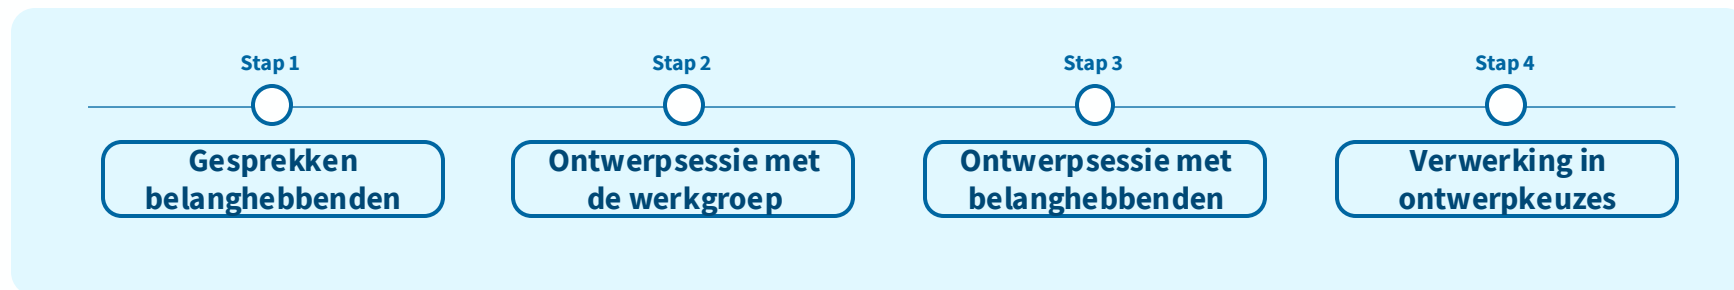 Stap 1
Gesprekken
belanghebbenden
Stap 2
Ontwerpsessie met
de werkgroep
Stap 3
Ontwerpsessie met
belanghebbenden
Stap 4
Verwerking in
ontwerpkeuzes